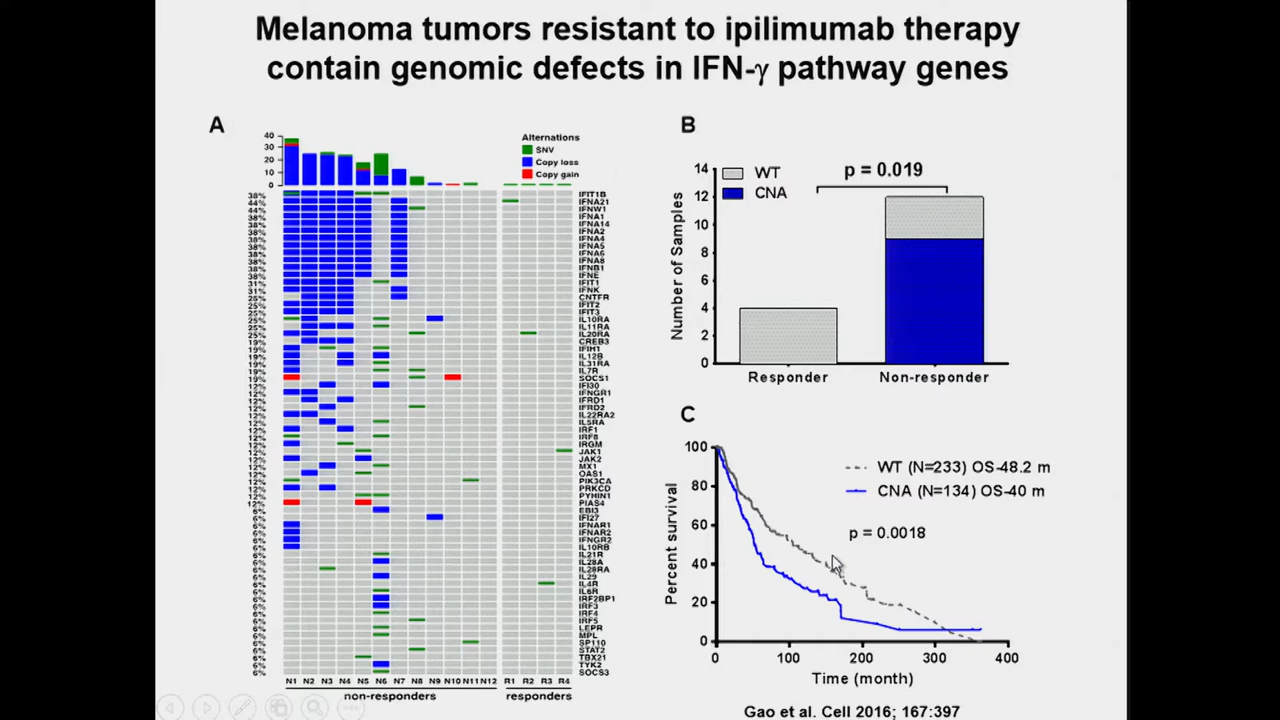 Melanoma tumors resistant to ipilimumab therapy
contain genomic defects in IFN-γ pathway genes
A
40
30
20
10
0
Alternations
SNV
Copy loss
Copy gain
IFIT1B
IFNA21
IFNW1
IFNA1
IFNA14
IFNA2
IFNA4
IFNA5
IFNA6
IFNA8
IFNB1
IFNE
IFIT1
IFNK
CNTFR
IFIT2
IFIT3
IL10RA
IL11RA
IL20RA
CREB3
IFIH1
IL12B
IL31RA
IL7R
SOCS1
IFI30
IFNGR1
IFRD1
IFRD2
IL22RA2
IL5RA
IRF1
IRF8
IRGM
JAK1
JAK2
MX1
OAS1
PIK3CA
PRKCD
PYHIN1
PIAS4
EBI3
IFI27
IFNAR1
IFNAR2
IFNGR2
IL10RB
IL21R
IL28A
IL28RA
IL29
IL4R
IL6R
IRF2BP1
IRF3
IRF4
IRF5
LEPR
MPL
SP110
STAT2
TBX21
TYK2
SOCS3
N1 N2 N3 N4 N5 N6 N7 N8 N9 N10 N11 N12 R1 R2 R3 R4
non-responders responders
B
WT
CNA
p = 0.019
Number of Samples
14
12
10
8
6
4
2
0
Responder Non-responder
C
WT (N=233) OS-48.2 m
CNA (N=134) OS-40 m
p = 0.0018
Percent survival
100
80
60
40
20
0
0 100 200 300 400
Time (month)
Gao et al. Cell 2016; 167:397